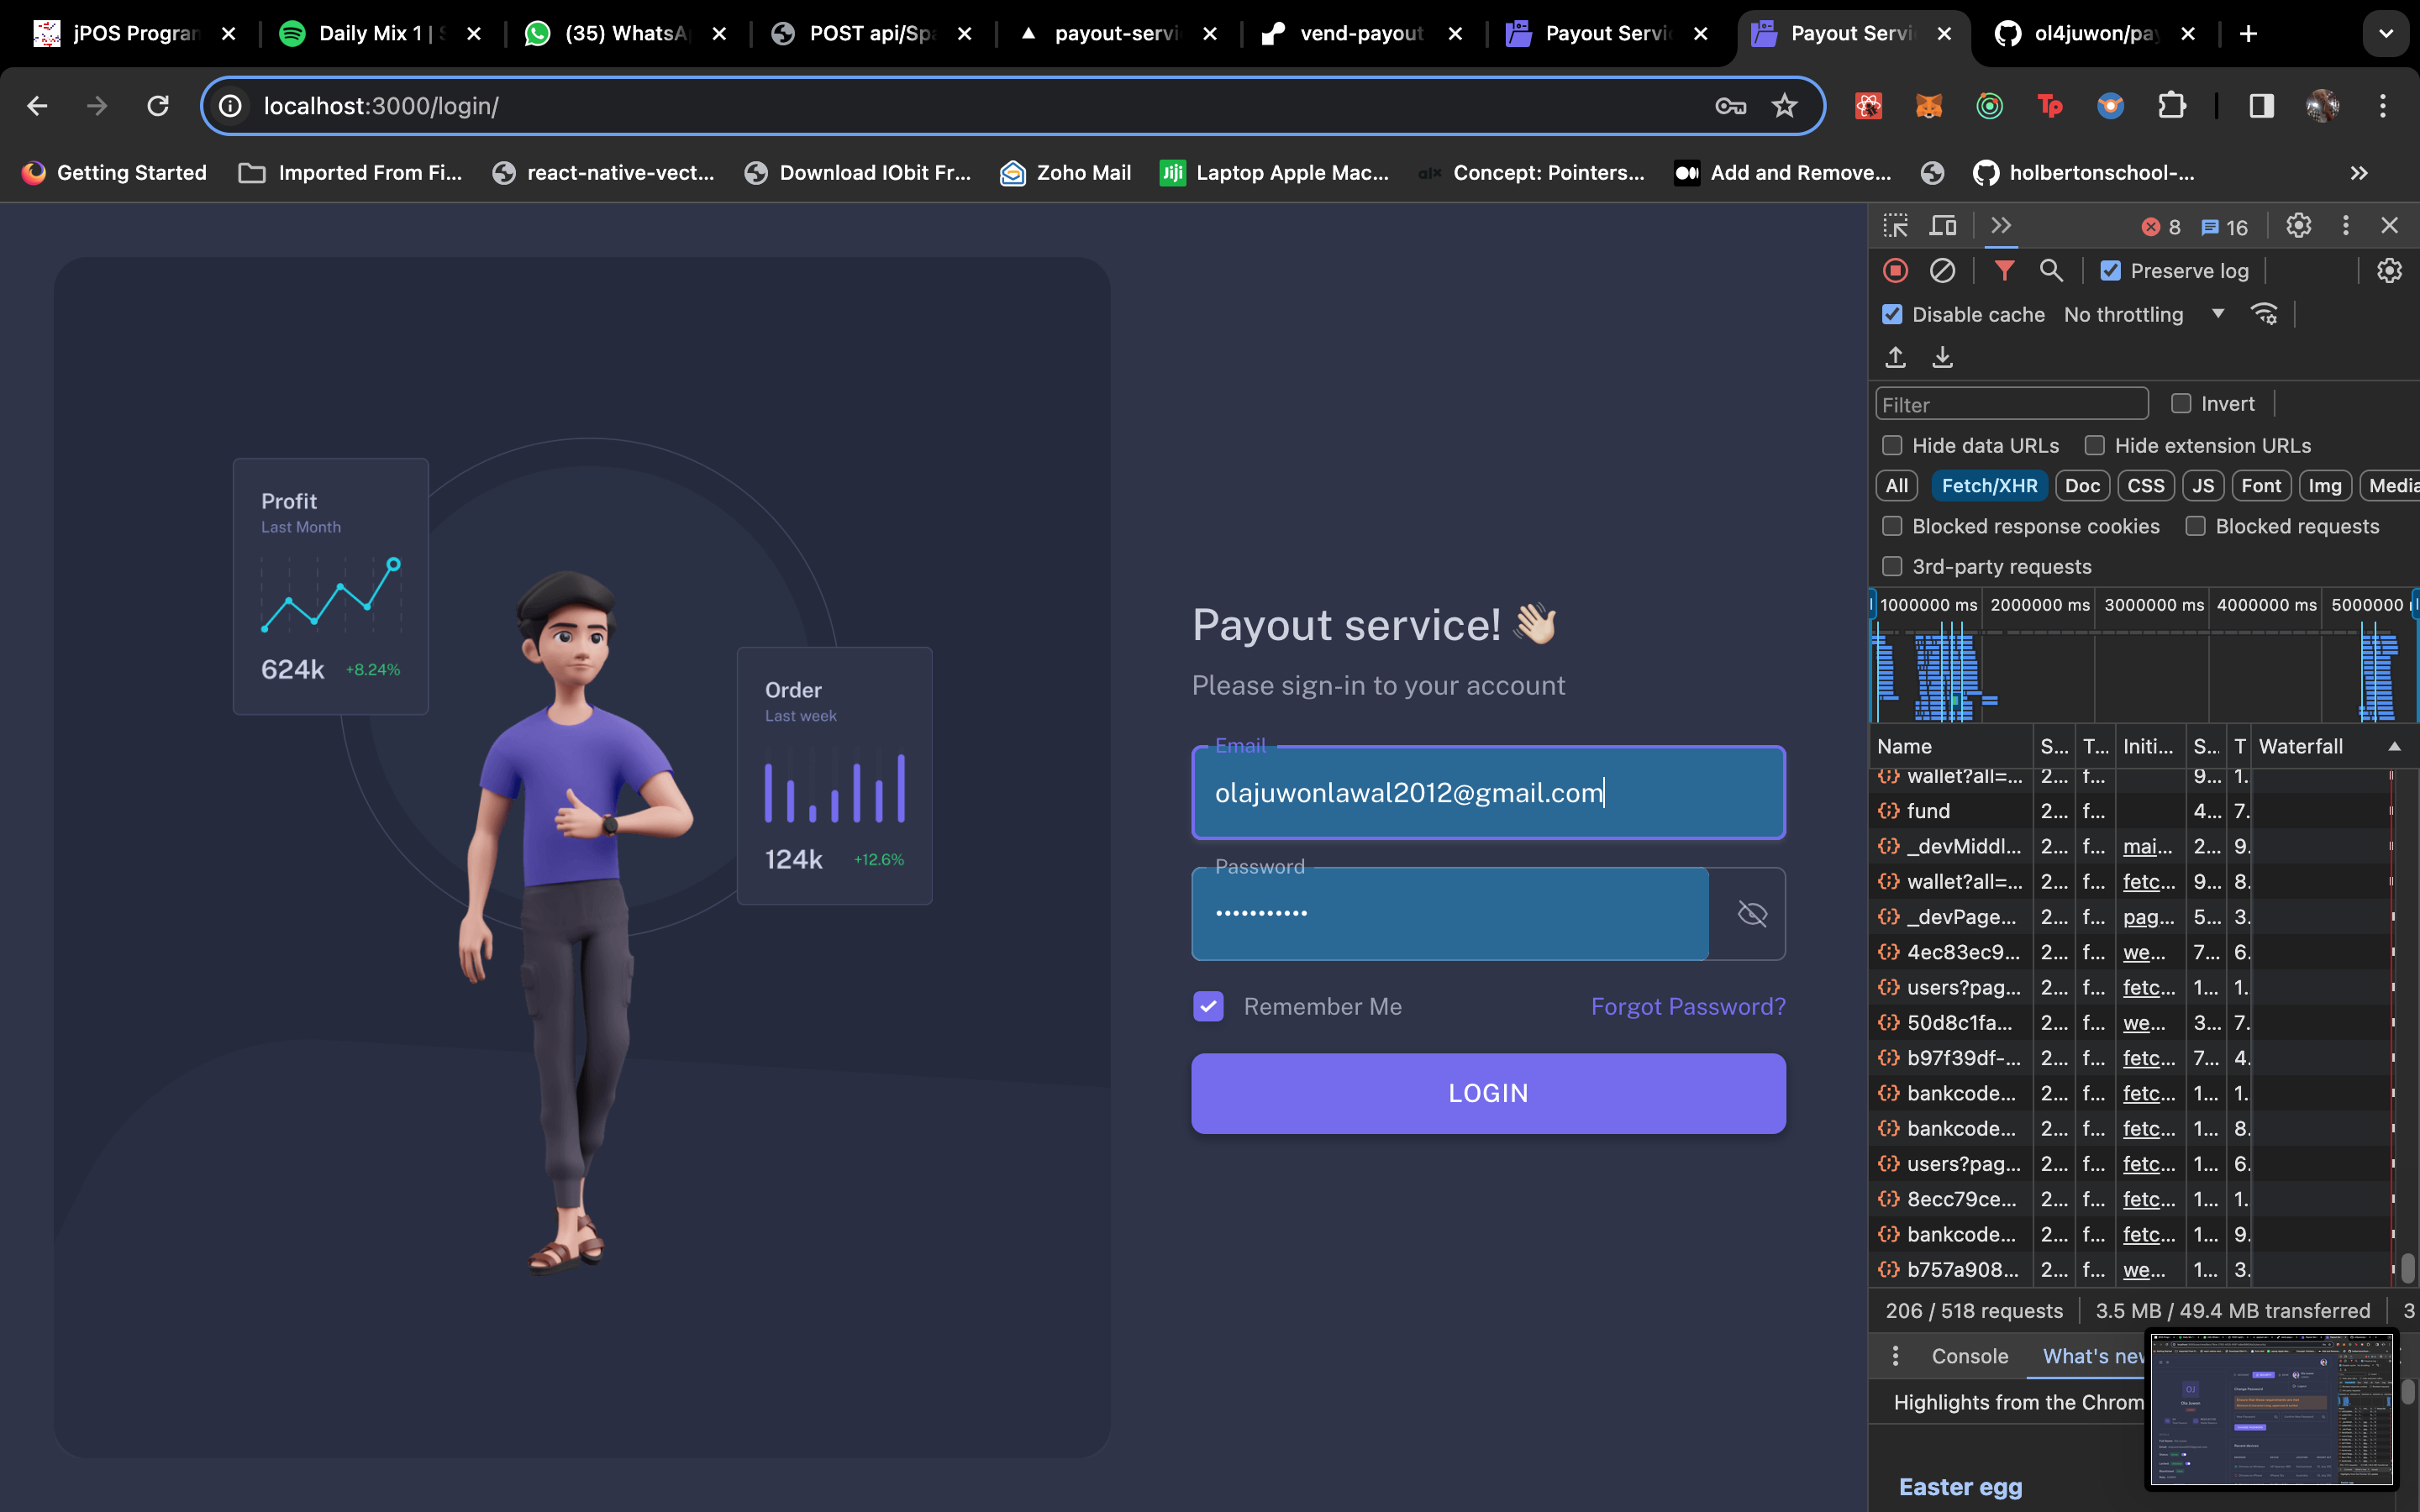 jPOS Progran
Daily Mix 1 | S
(35) WhatsA
POST api/Spa
payout-servi
vend-payout
Payout Servi
Payout Servi
ol4juwon/pay
localhost:3000/login/
Getting Started
Imported From Fi...
react-native-vect...
Download IObit Fr...
Zoho Mail
Jiji
Laptop Apple Mac...
alx
Concept: Pointers...
Add and Remove...
holbertonschool-...
Profit
Last Month
624k +8.24%
Order
Last week
124k +12.6%
Payout service! 👋🏻
Please sign-in to your account
Email
olajuwonlawal2012@gmail.com
Password
•••••••••••
Remember Me
Forgot Password?
LOGIN
8 16
Preserve log
Disable cache No throttling
Filter
Invert
Hide data URLs Hide extension URLs
All Fetch/XHR Doc CSS JS Font Img Media
Blocked response cookies Blocked requests
3rd-party requests
1000000 ms 2000000 ms 3000000 ms 4000000 ms 5000000
Name S... T... Initi... S... T Waterfall
wallet?all=... 2... f... 9... 1.
fund 2... f... 4... 7.
_devMiddl... 2... f... mai... 2... 9.
wallet?all=... 2... f... fetc... 9... 8.
_devPage... 2... f... pag... 5... 3.
4ec83ec9... 2... f... we... 7... 6.
users?pag... 2... f... fetc... 1... 1.
50d8c1fa... 2... f... we... 3... 7.
b97f39df-... 2... f... fetc... 7... 4.
bankcode... 2... f... fetc... 1... 1.
bankcode... 2... f... fetc... 1... 8.
users?pag... 2... f... fetc... 1... 6.
8ecc79ce... 2... f... fetc... 1... 1.
bankcode... 2... f... fetc... 1... 9.
b757a908... 2... f... we... 1... 3.
206 / 518 requests 3.5 MB / 49.4 MB transferred 3
Console What's new
Highlights from the Chrom
Easter egg